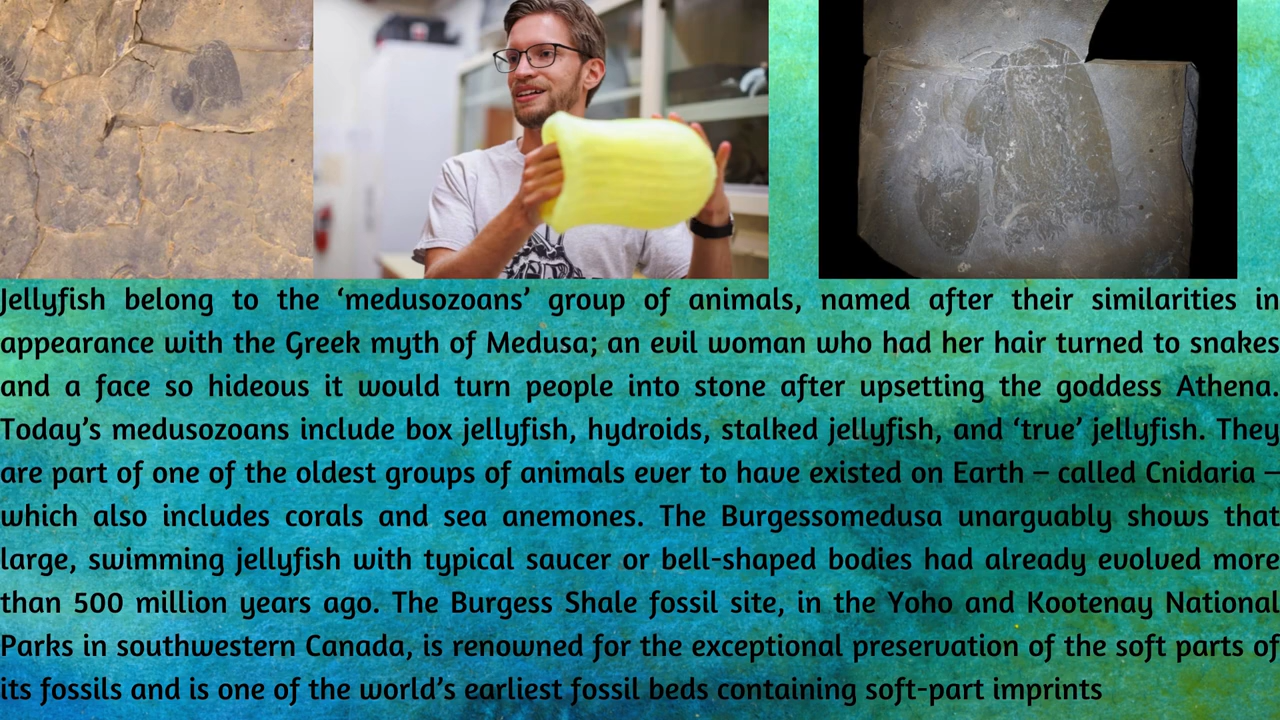 Jellyfish belong to the ‘medusozoans’ group of animals, named after their similarities in
appearance with the Greek myth of Medusa; an evil woman who had her hair turned to snakes
and a face so hideous it would turn people into stone after upsetting the goddess Athena.
Today’s medusozoans include box jellyfish, hydroids, stalked jellyfish, and ‘true’ jellyfish. They
are part of one of the oldest groups of animals ever to have existed on Earth – called Cnidaria –
which also includes corals and sea anemones. The Burgessomedusa unarguably shows that
large, swimming jellyfish with typical saucer or bell-shaped bodies had already evolved more
than 500 million years ago. The Burgess Shale fossil site, in the Yoho and Kootenay National
Parks in southwestern Canada, is renowned for the exceptional preservation of the soft parts of
its fossils and is one of the world’s earliest fossil beds containing soft-part imprints